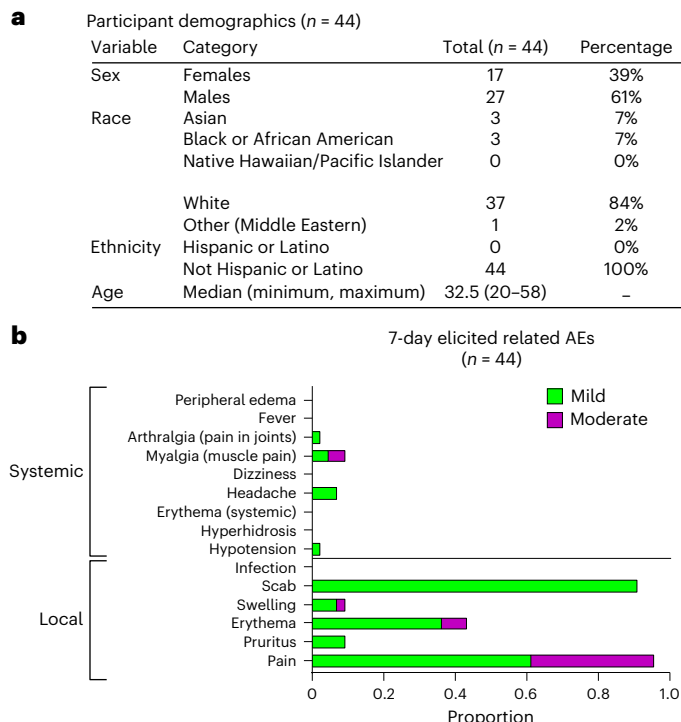 a
Participant demographics (n = 44)
Variable Category Total (n = 44) Percentage
Sex Females 17 39%
Males 27 61%
Race Asian 3 7%
Black or African American 3 7%
Native Hawaiian/Pacific Islander 0 0%
White 37 84%
Other (Middle Eastern) 1 2%
Ethnicity Hispanic or Latino 0 0%
Not Hispanic or Latino 44 100%
Age Median (minimum, maximum) 32.5 (20–58) –
b
7-day elicited related AEs
(n = 44)
Mild
Moderate
Systemic
Peripheral edema
Fever
Arthralgia (pain in joints)
Myalgia (muscle pain)
Dizziness
Headache
Erythema (systemic)
Hyperhidrosis
Hypotension
Local
Infection
Scab
Swelling
Erythema
Pruritus
Pain
0 0.2 0.4 0.6 0.8 1.0
Proportion